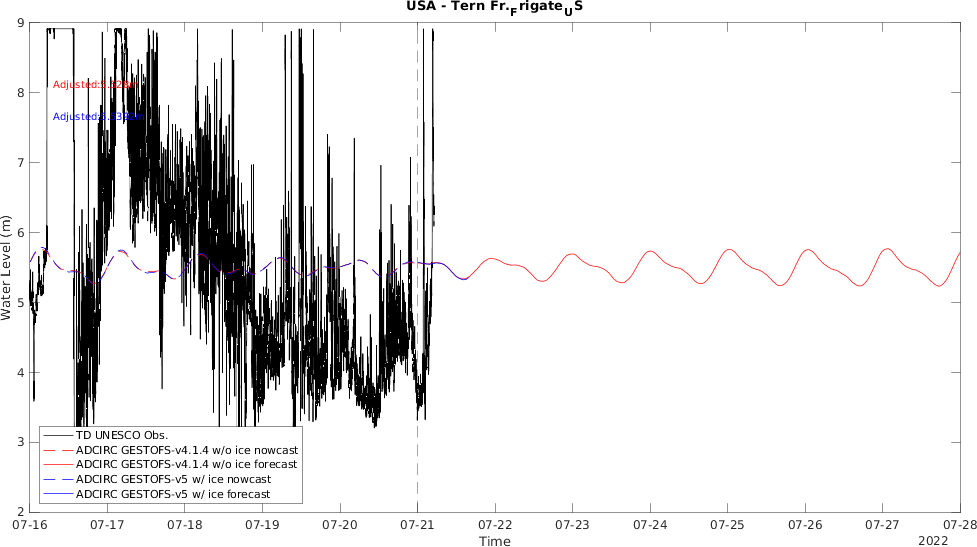 USA - Tern Fr.FrigateUS
9
8
7
6
5
4
3
2
Water Level (m)
TD UNESCO Obs.
ADCIRC GESTOFS-v4.1.4 w/o ice nowcast
ADCIRC GESTOFS-v4.1.4 w/o ice forecast
ADCIRC GESTOFS-v5 w/ ice nowcast
ADCIRC GESTOFS-v5 w/ ice forecast
07-16 07-17 07-18 07-19 07-20 07-21 07-22 07-23 07-24 07-25 07-26 07-27 07-28
Time
2022